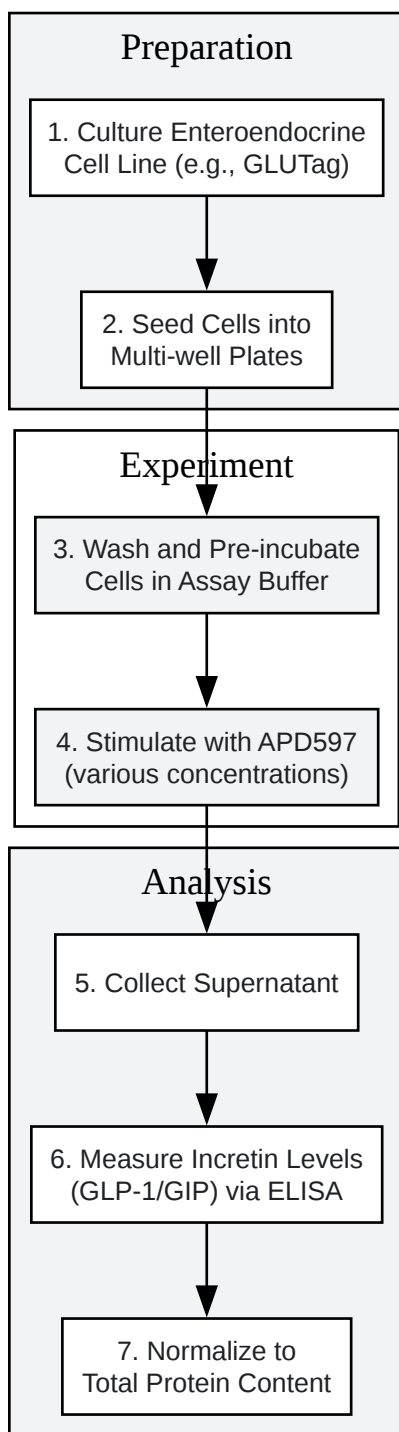 Preparation
1. Culture Enteroendocrine
Cell Line (e.g., GLUTag)
2. Seed Cells into
Multi-well Plates
Experiment
3. Wash and Pre-incubate
Cells in Assay Buffer
4. Stimulate with APD597
(various concentrations)
Analysis
5. Collect Supernatant
6. Measure Incretin Levels
(GLP-1/GIP) via ELISA
7. Normalize to
Total Protein Content